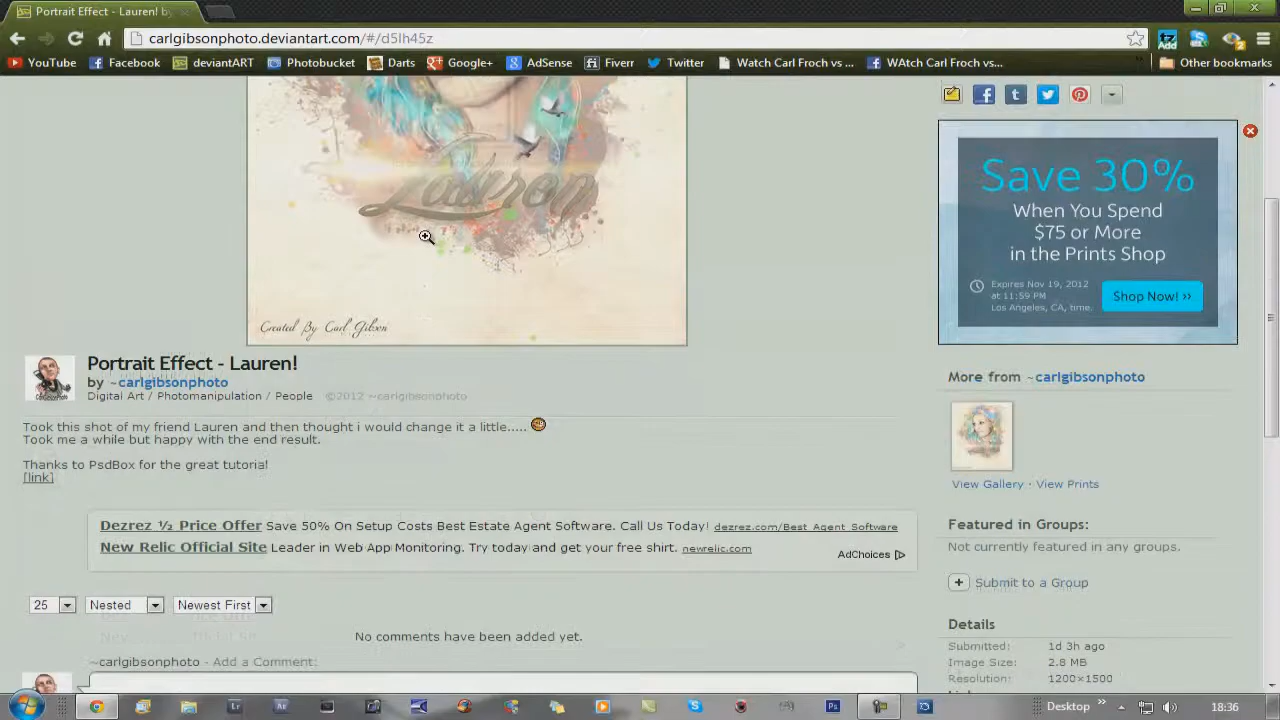 Portrait Effect - Lauren! by
carlgibsonphoto.deviantart.com/#/d5lh45z
Add
2
YouTube Facebook deviantART Photobucket Darts Google+ AdSense Fiverr Twitter Watch Carl Froch vs ... WAtch Carl Froch vs... » Other bookmarks
Lauren
Created By Carl Gibson
Save 30%
When You Spend
$75 or More
in the Prints Shop
Expires Nov 19, 2012
at 11:59 PM
Los Angeles, CA, time.
Shop Now! >>
Portrait Effect - Lauren!
by ~carlgibsonphoto
Digital Art / Photomanipulation / People ©2012 ~carlgibsonphoto
Took this shot of my friend Lauren and then thought i would change it a little.....
Took me a while but happy with the end result.
Thanks to PsdBox for the great tutorial
[link]
Dezrez ½ Price Offer Save 50% On Setup Costs Best Estate Agent Software. Call Us Today! dezrez.com/Best_Agent_Software
New Relic Official Site Leader in Web App Monitoring. Try today and get your free shirt. newrelic.com
AdChoices
25 Nested Newest First
No comments have been added yet.
~carlgibsonphoto - Add a Comment:
More from ~carlgibsonphoto
View Gallery · View Prints
Featured in Groups:
Not currently featured in any groups.
+ Submit to a Group
Details
Submitted: 1d 3h ago
Image Size: 2.8 MB
Resolution: 1200×1500
Lr Ae Ps
Desktop » 18:36